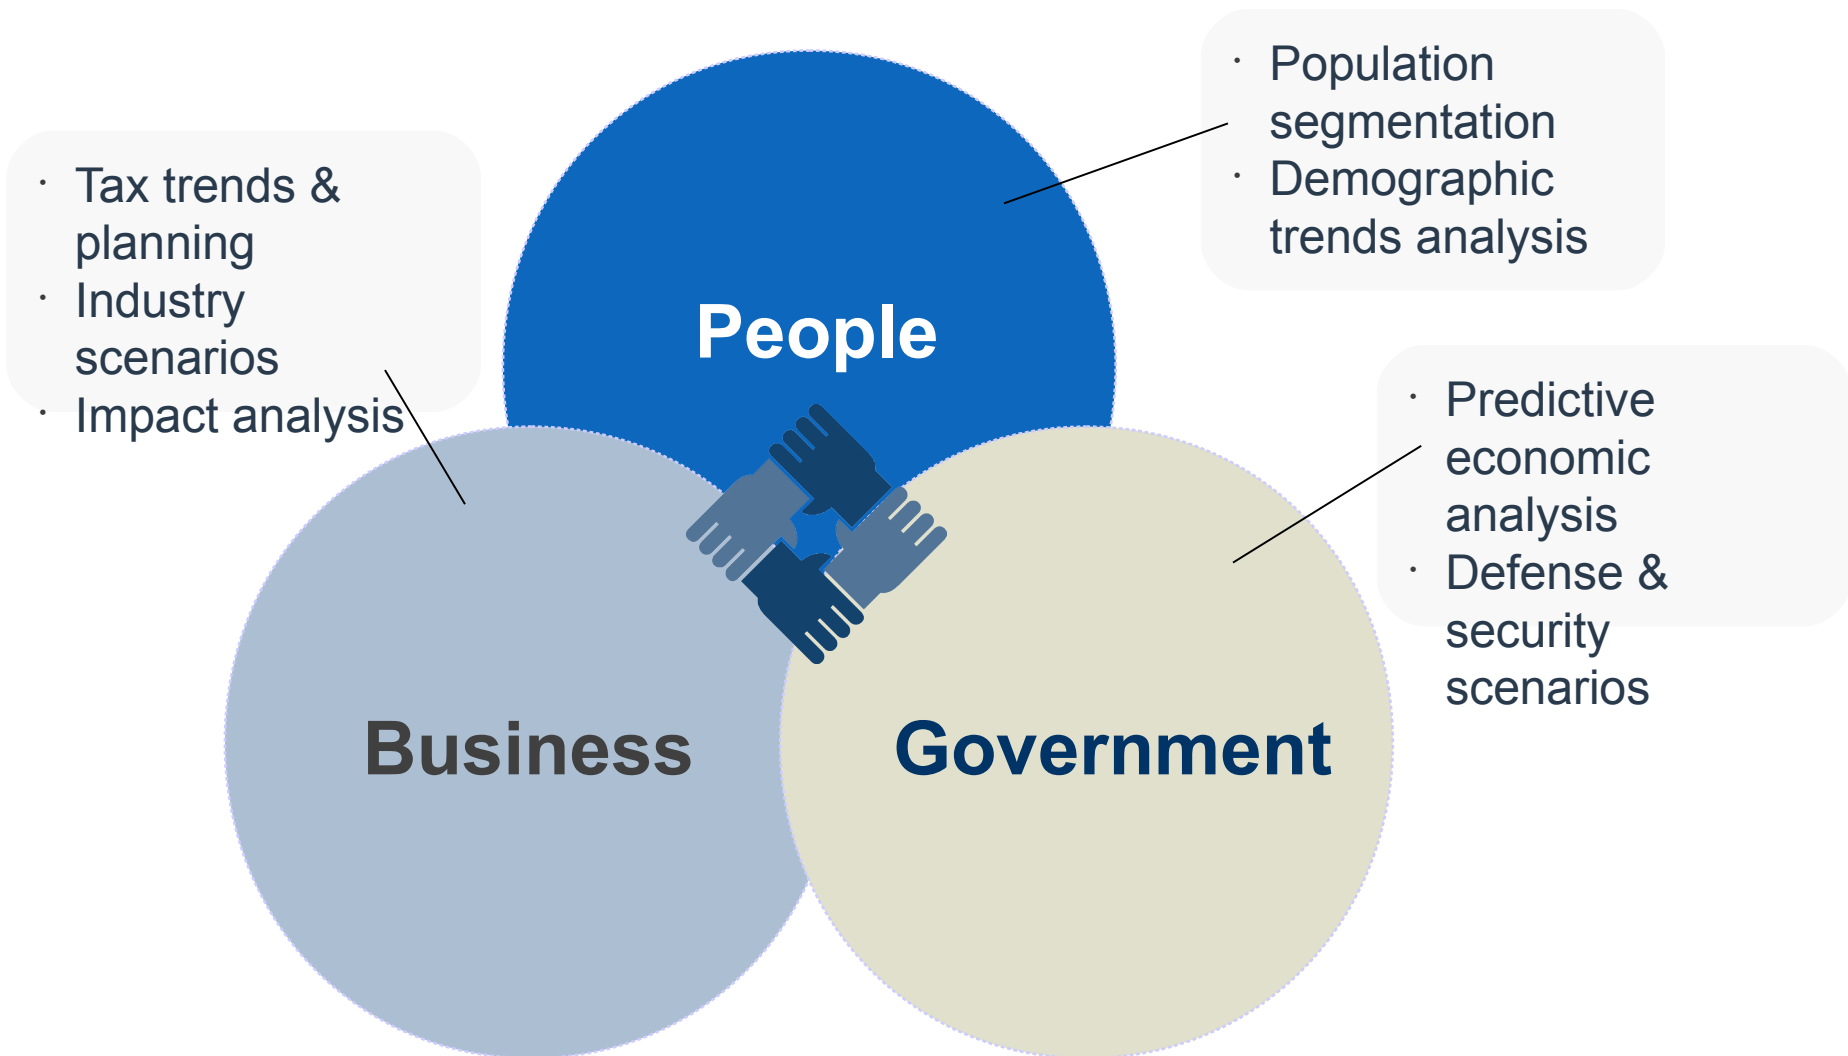 · Population
segmentation
· Demographic
trends analysis
· Tax trends &
planning
· Industry
scenarios
· Impact analysis
People
· Predictive
economic
analysis
· Defense &
security
scenarios
Business
Government